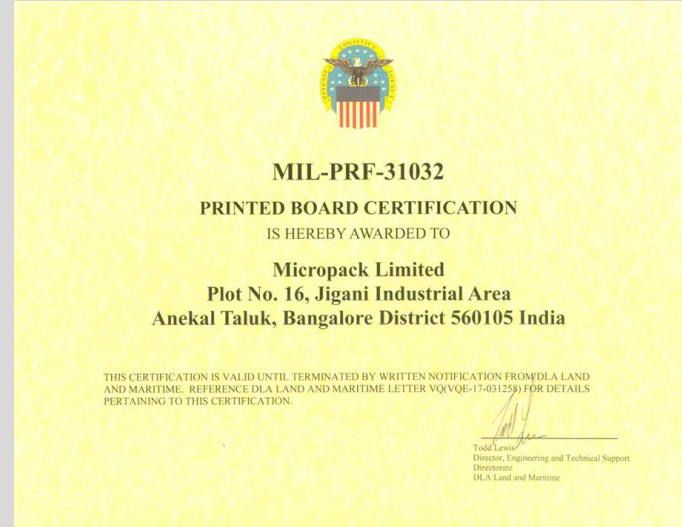 DEFENSE LOGISTICS AGENCY
MIL-PRF-31032
PRINTED BOARD CERTIFICATION
IS HEREBY AWARDED TO
Micropack Limited
Plot No. 16, Jigani Industrial Area
Anekal Taluk, Bangalore District 560105 India
THIS CERTIFICATION IS VALID UNTIL TERMINATED BY WRITTEN NOTIFICATION FROM DLA LAND
AND MARITIME. REFERENCE DLA LAND AND MARITIME LETTER VQ(VQE-17-031258) FOR DETAILS
PERTAINING TO THIS CERTIFICATION.
Todd Lewis
Director, Engineering and Technical Support
Directorate
DLA Land and Maritime